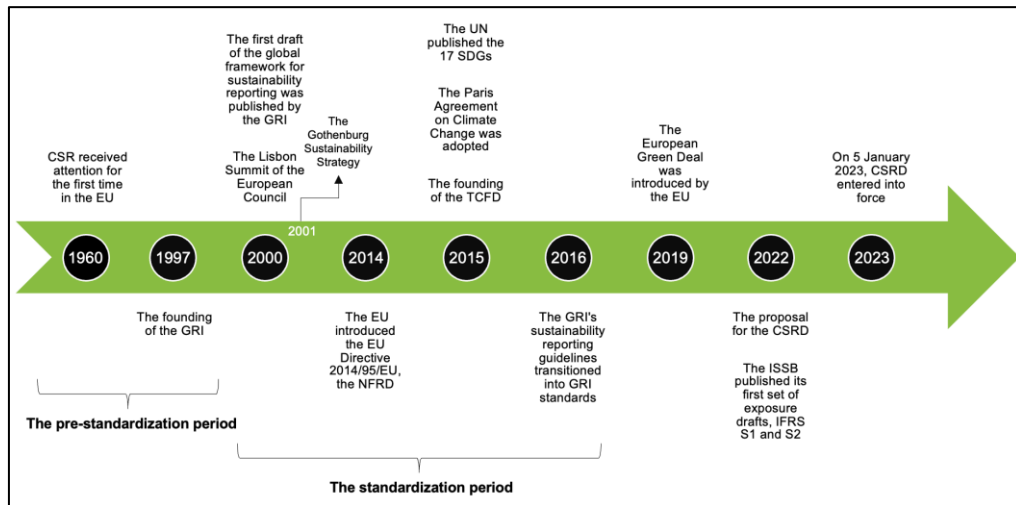 CSR received
attention for
the first time
in the EU
The first draft
of the global
framework for
sustainability
reporting was
published by
the GRI
The Lisbon
Summit of the
European
Council
The
Gothenburg
Sustainability
Strategy
The UN
published the
17 SDGs
The Paris
Agreement
on Climate
Change was
adopted
The founding
of the TCFD
The
European
Green Deal
was
introduced by
the EU
On 5 January
2023, CSRD
entered into
force
2001
1960
1997
2000
2014
2015
2016
2019
2022
2023
The founding
of the GRI
The EU
introduced
the EU
Directive
2014/95/EU,
the NFRD
The GRI's
sustainability
reporting
guidelines
transitioned
into GRI
standards
The proposal
for the CSRD
The ISSB
published its
first set of
exposure
drafts, IFRS
S1 and S2
The pre-standardization period
The standardization period